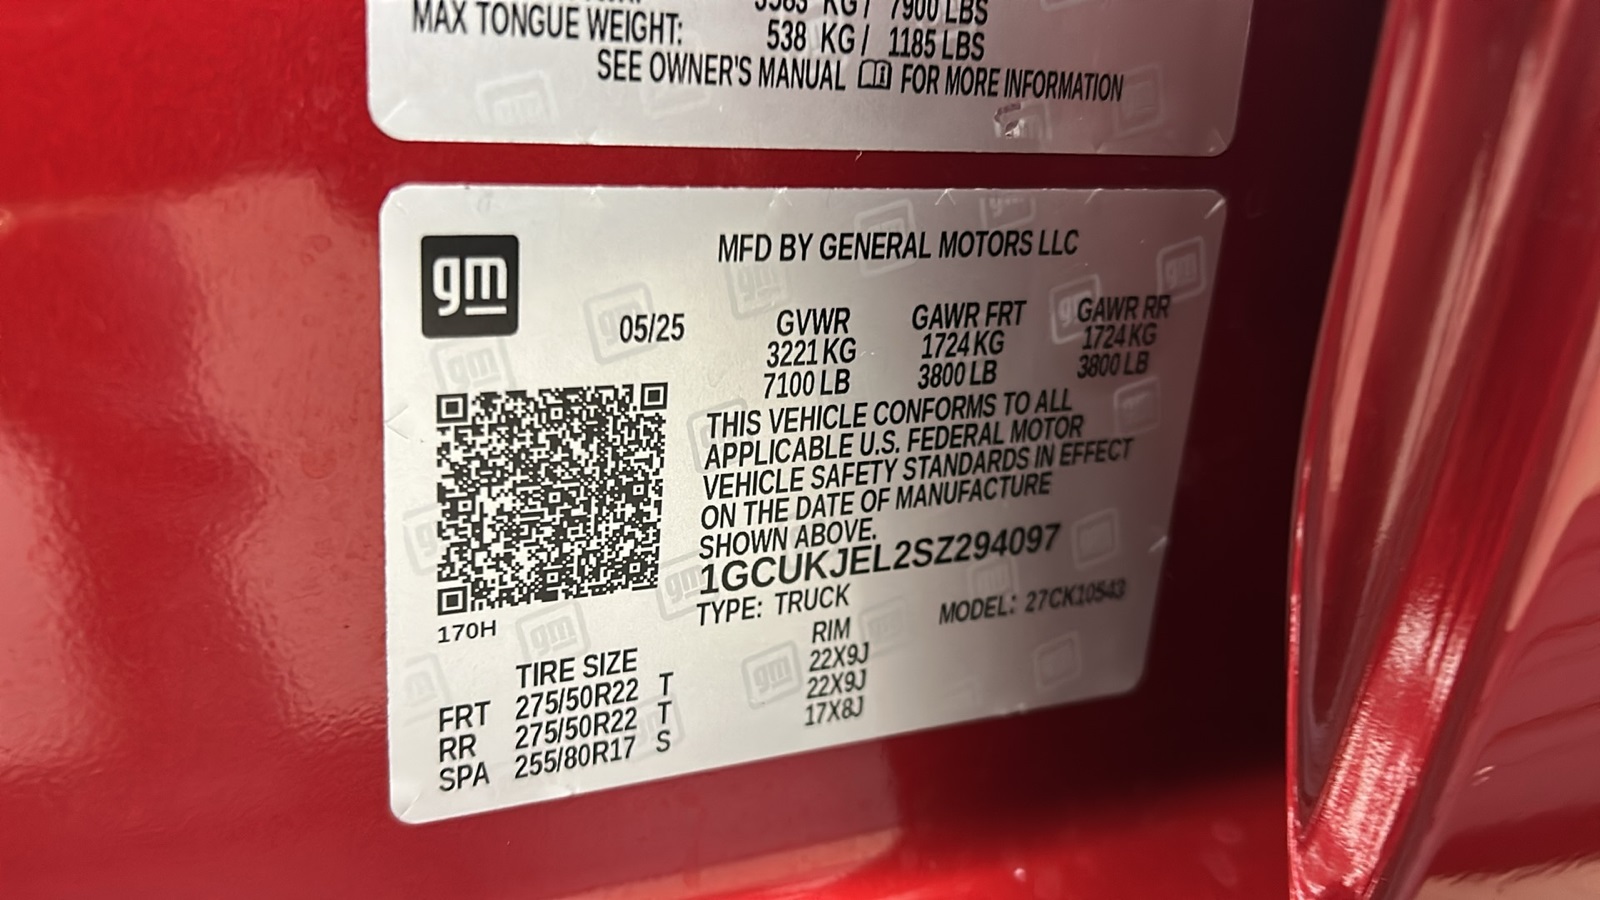 7900 LBS
MAX TONGUE WEIGHT: 538 KG / 1185 LBS
SEE OWNER'S MANUAL FOR MORE INFORMATION
gm
MFD BY GENERAL MOTORS LLC
05/25
GVWR GAWR FRT GAWR RR
3221 KG 1724 KG 1724 KG
7100 LB 3800 LB 3800 LB
THIS VEHICLE CONFORMS TO ALL
APPLICABLE U.S. FEDERAL MOTOR
VEHICLE SAFETY STANDARDS IN EFFECT
ON THE DATE OF MANUFACTURE
SHOWN ABOVE.
1GCUKJEL2SZ294097
TYPE: TRUCK MODEL: 27CK10543
170H
TIRE SIZE RIM
FRT 275/50R22 T 22X9J
RR 275/50R22 T 22X9J
SPA 255/80R17 S 17X8J